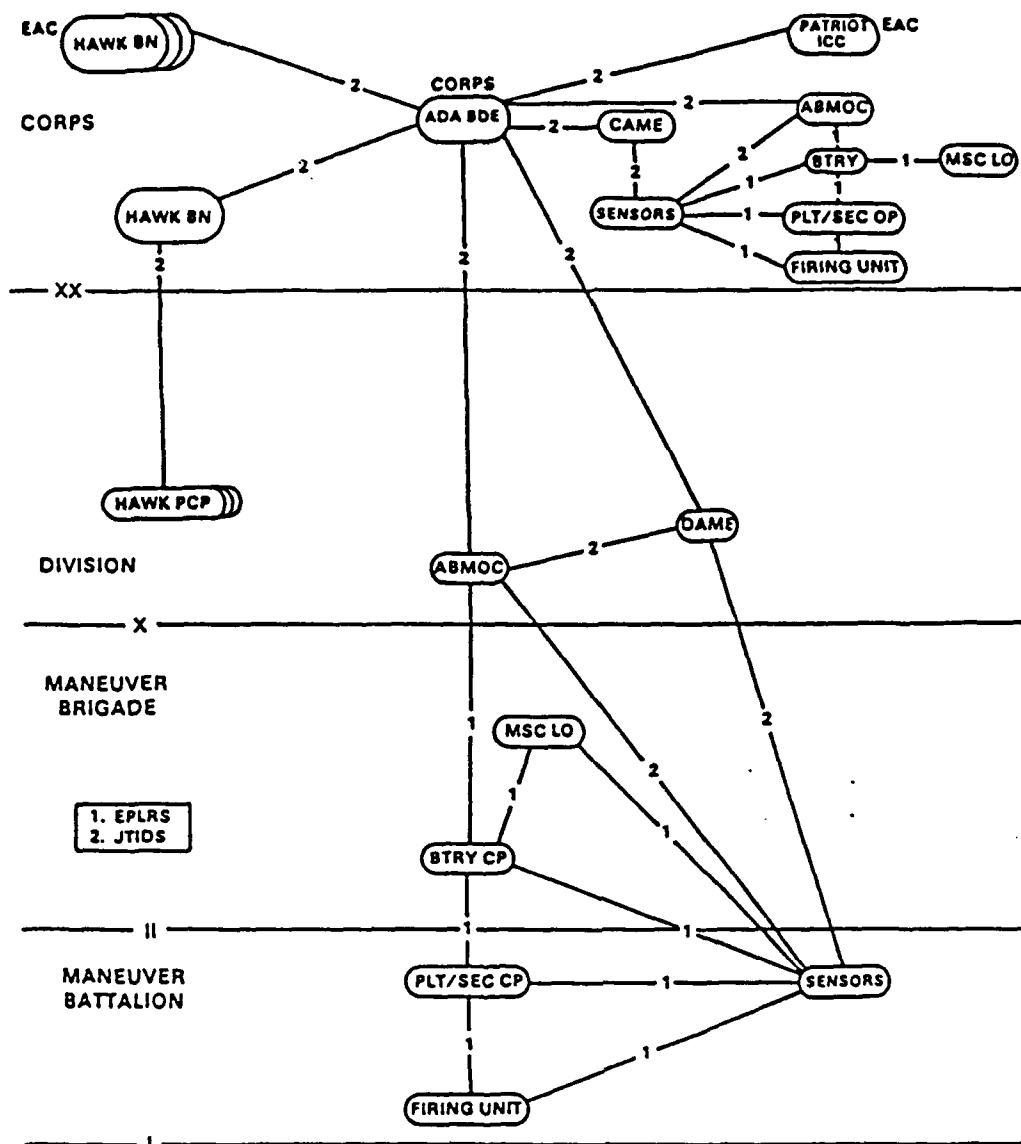 EAC
HAWK BN
PATRIOT
ICC
EAC
CORPS
ADA BDE
CORPS
2
2
2
2
CAME
ABMOC
2
2
1
BTRY
1
MSC LO
2
1
1
SENSORS
1
PLT/SEC OP
1
1
FIRING UNIT
HAWK BN
2
2
2
XX
HAWK PCP
DAME
2
DIVISION
ABMOC
X
MANEUVER
BRIGADE
1
MSC LO
2
2
1
1
1. EPLRS
2. JTIDS
BTRY CP
II
1
1
MANEUVER
BATTALION
PLT/SEC CP
1
SENSORS
1
1
FIRING UNIT
I